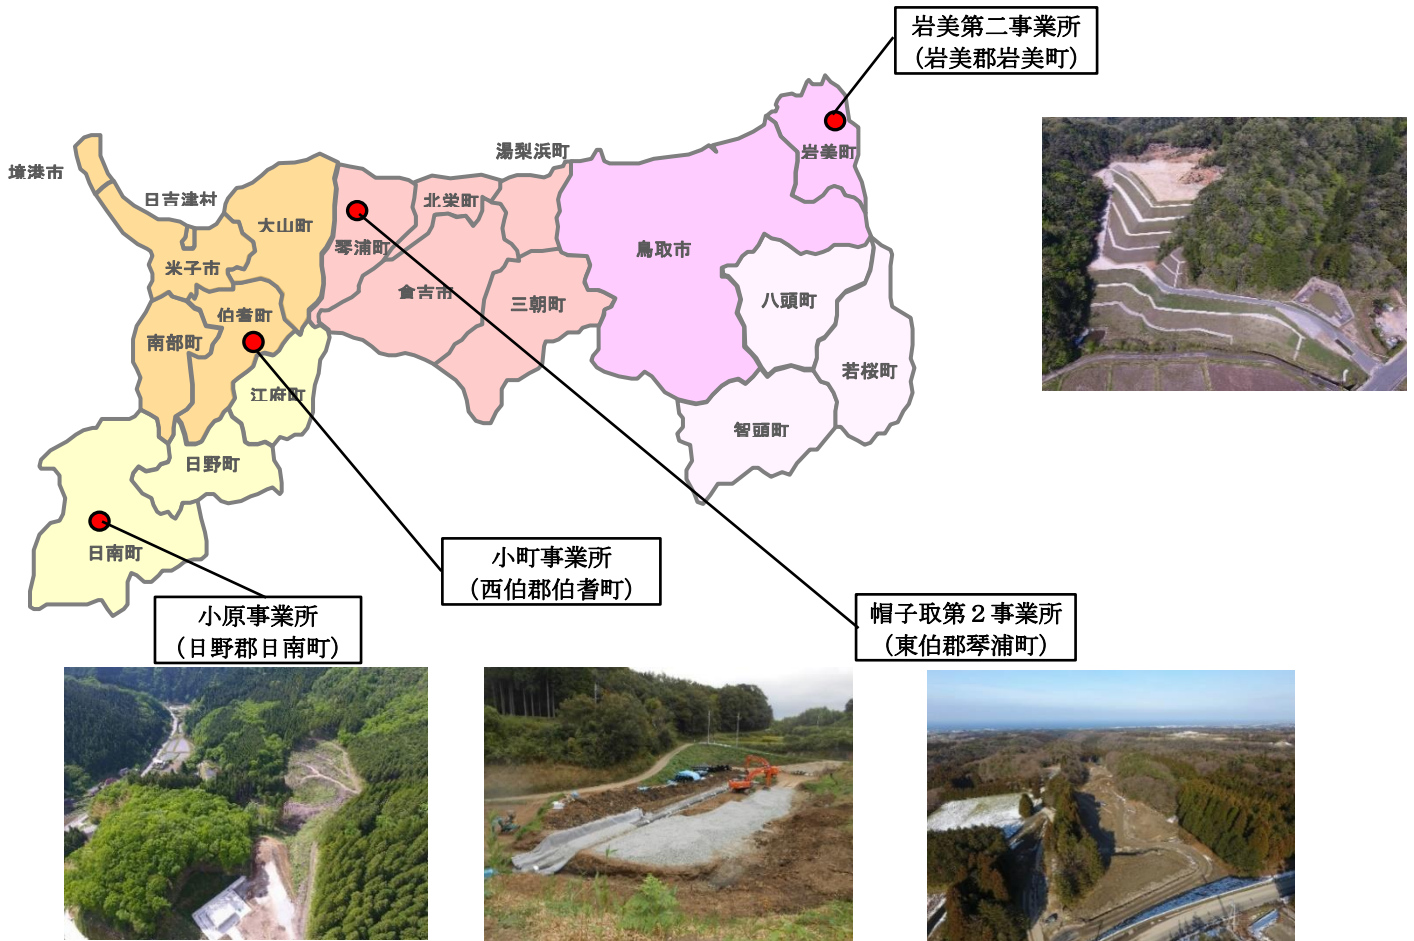 岩美第二事業所
（岩美郡岩美町）
湯梨浜町
岩美町
境港市
日吉津村
北栄町
大山町
琴浦町
鳥取市
米子市
倉吉市
三朝町
八頭町
伯耆町
南部町
若桜町
江府町
智頭町
日野町
日南町
小町事業所
（西伯郡伯耆町）
小原事業所
（日野郡日南町）
帽子取第２事業所
（東伯郡琴浦町）